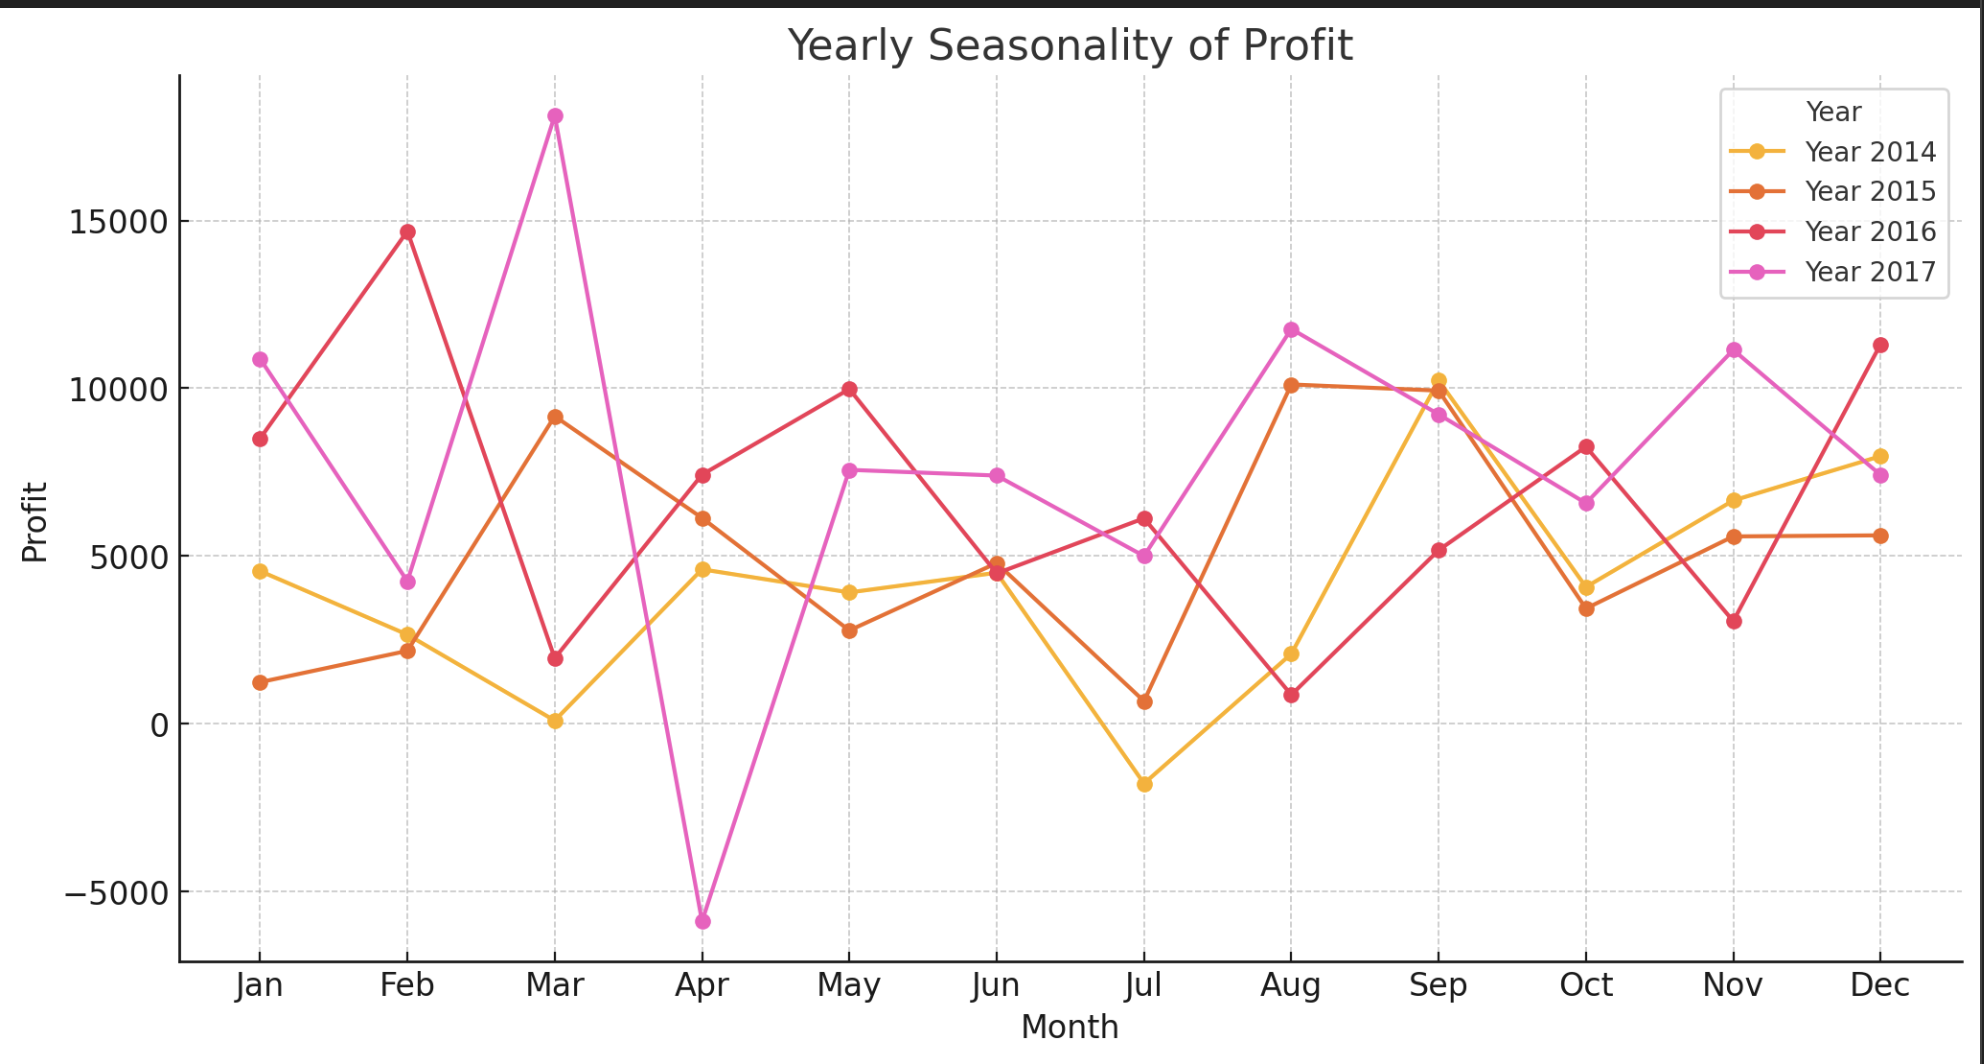 Yearly Seasonality of Profit
Year
Year 2014
Year 2015
Year 2016
Year 2017
15000
10000
5000
0
−5000
Profit
Jan Feb Mar Apr May Jun Jul Aug Sep Oct Nov Dec
Month